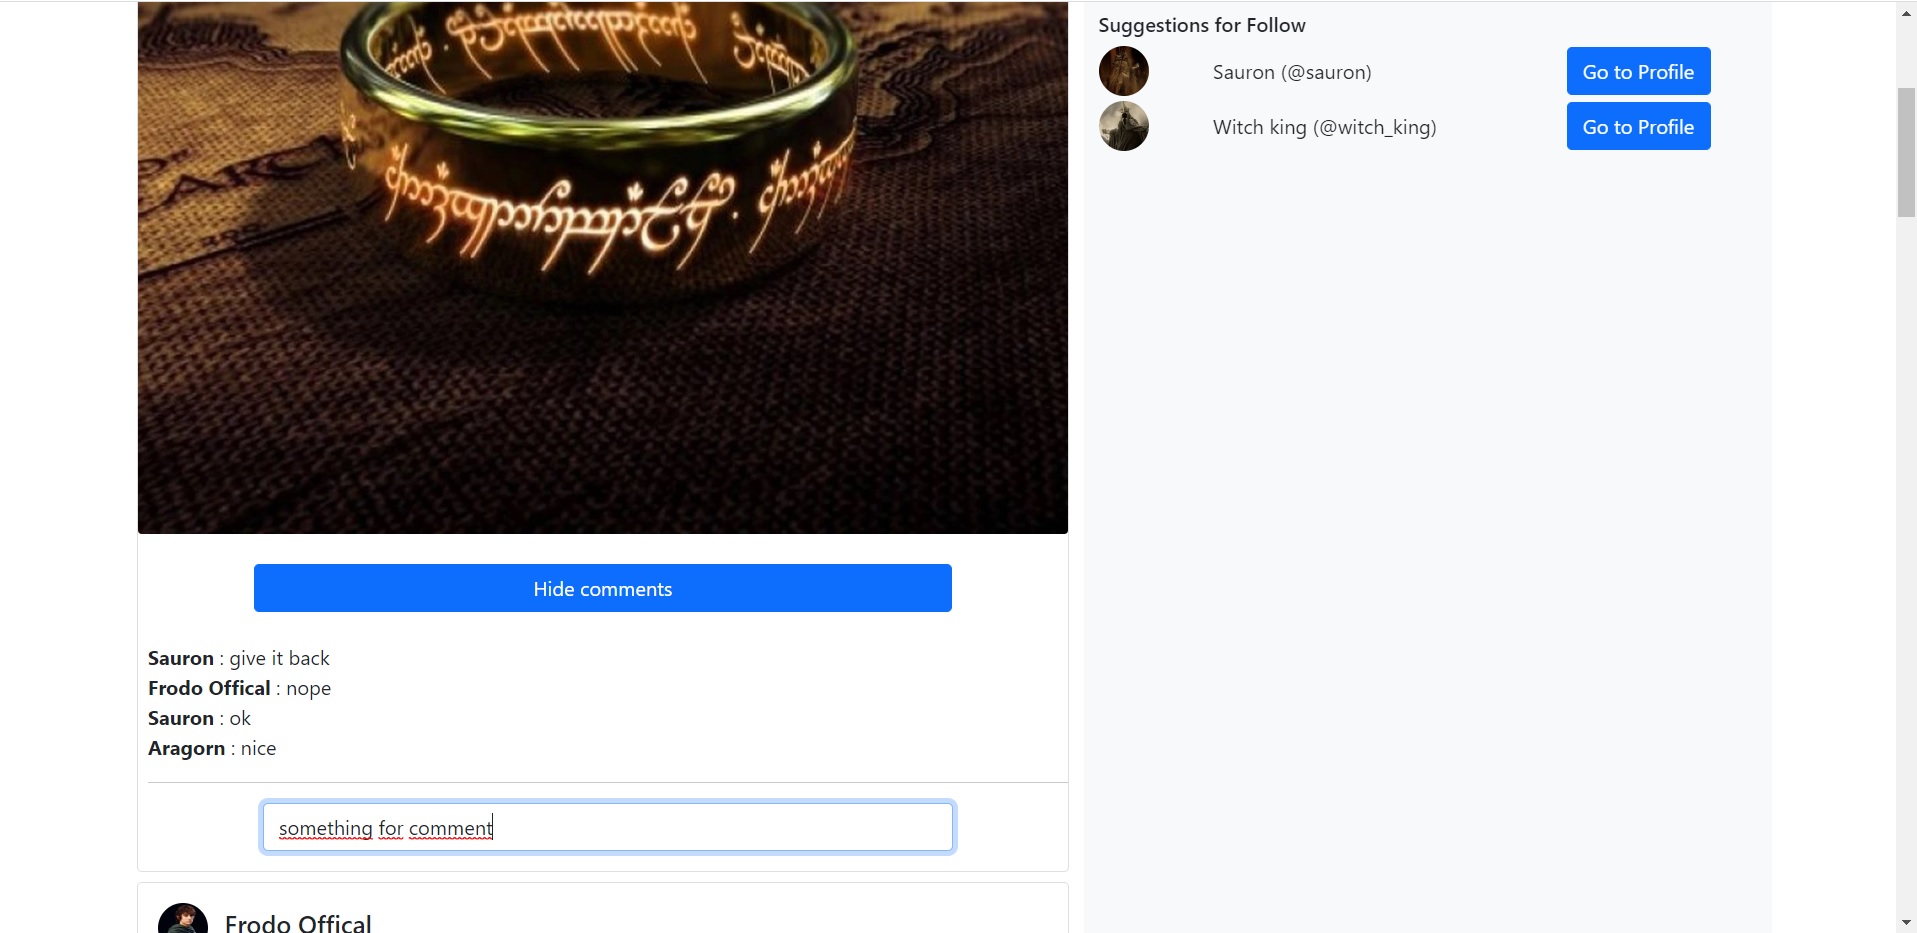 Suggestions for Follow
Sauron (@sauron)
Go to Profile
Witch king (@witch_king)
Go to Profile
Hide comments
Sauron : give it back
Frodo Offical : nope
Sauron : ok
Aragorn : nice
something for comment
Frodo Offical